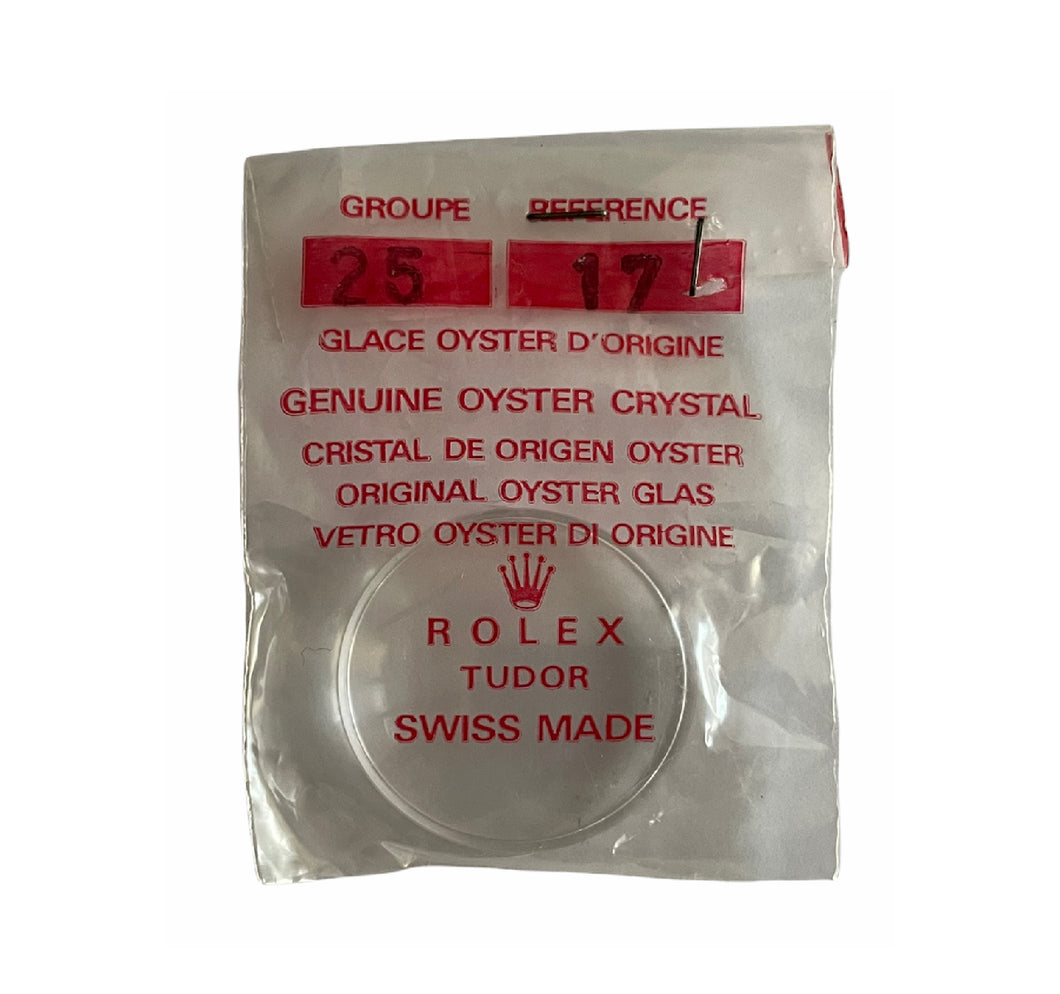 GROUPE REFERENCE
25 17
GLACE OYSTER D'ORIGINE
GENUINE OYSTER CRYSTAL
CRISTAL DE ORIGEN OYSTER
ORIGINAL OYSTER GLAS
VETRO OYSTER DI ORIGINE
ROLEX
TUDOR
SWISS MADE